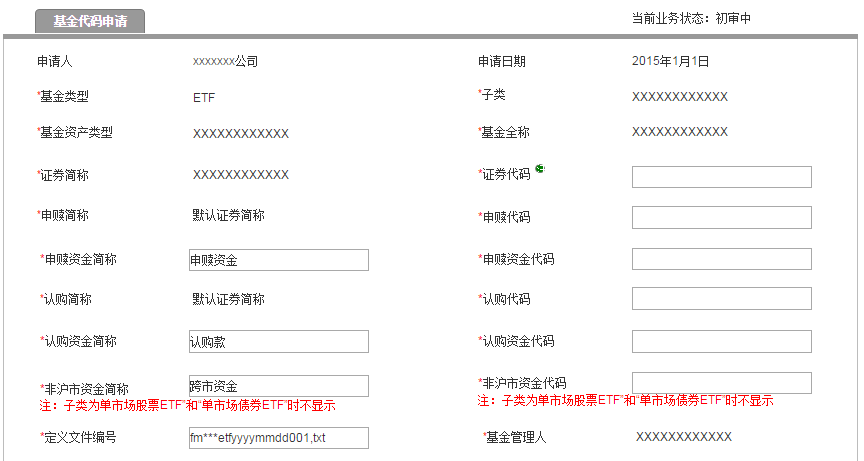 基金代码申请 当前业务状态：初审中
申请人 xxxxxxx公司 申请日期 2015年1月1日
*基金类型 ETF *子类 XXXXXXXXXXXX
*基金资产类型 XXXXXXXXXXXX *基金全称 XXXXXXXXXXXX
*证券简称 XXXXXXXXXXXX *证券代码
*申赎简称 默认证券简称 *申赎代码
*申赎资金简称 申赎资金 *申赎资金代码
*认购简称 默认证券简称 *认购代码
*认购资金简称 认购款 *认购资金代码
*非沪市资金简称 跨市资金 *非沪市资金代码
注：子类为单市场股票ETF”和“单市场债券ETF”时不显示 注：子类为单市场股票ETF”和“单市场债券ETF”时不显示
*定义文件编号 fm***etfyyyymmdd001,txt *基金管理人 XXXXXXXXXXXX